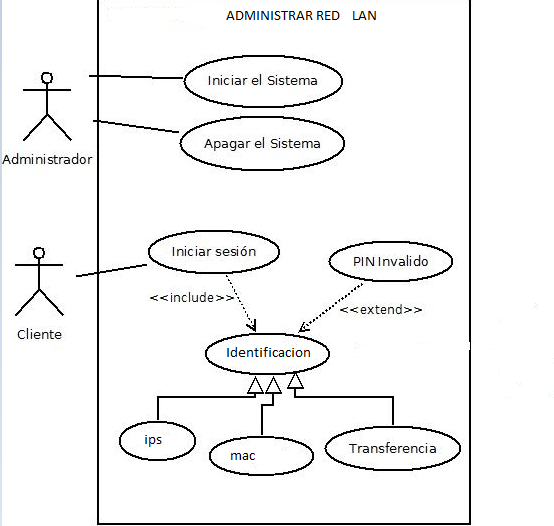 ADMINISTRAR RED LAN
Iniciar el Sistema
Apagar el Sistema
Administrador
Iniciar sesión
PIN Invalido
<<include>>
<<extend>>
Cliente
Identificacion
ips
mac
Transferencia